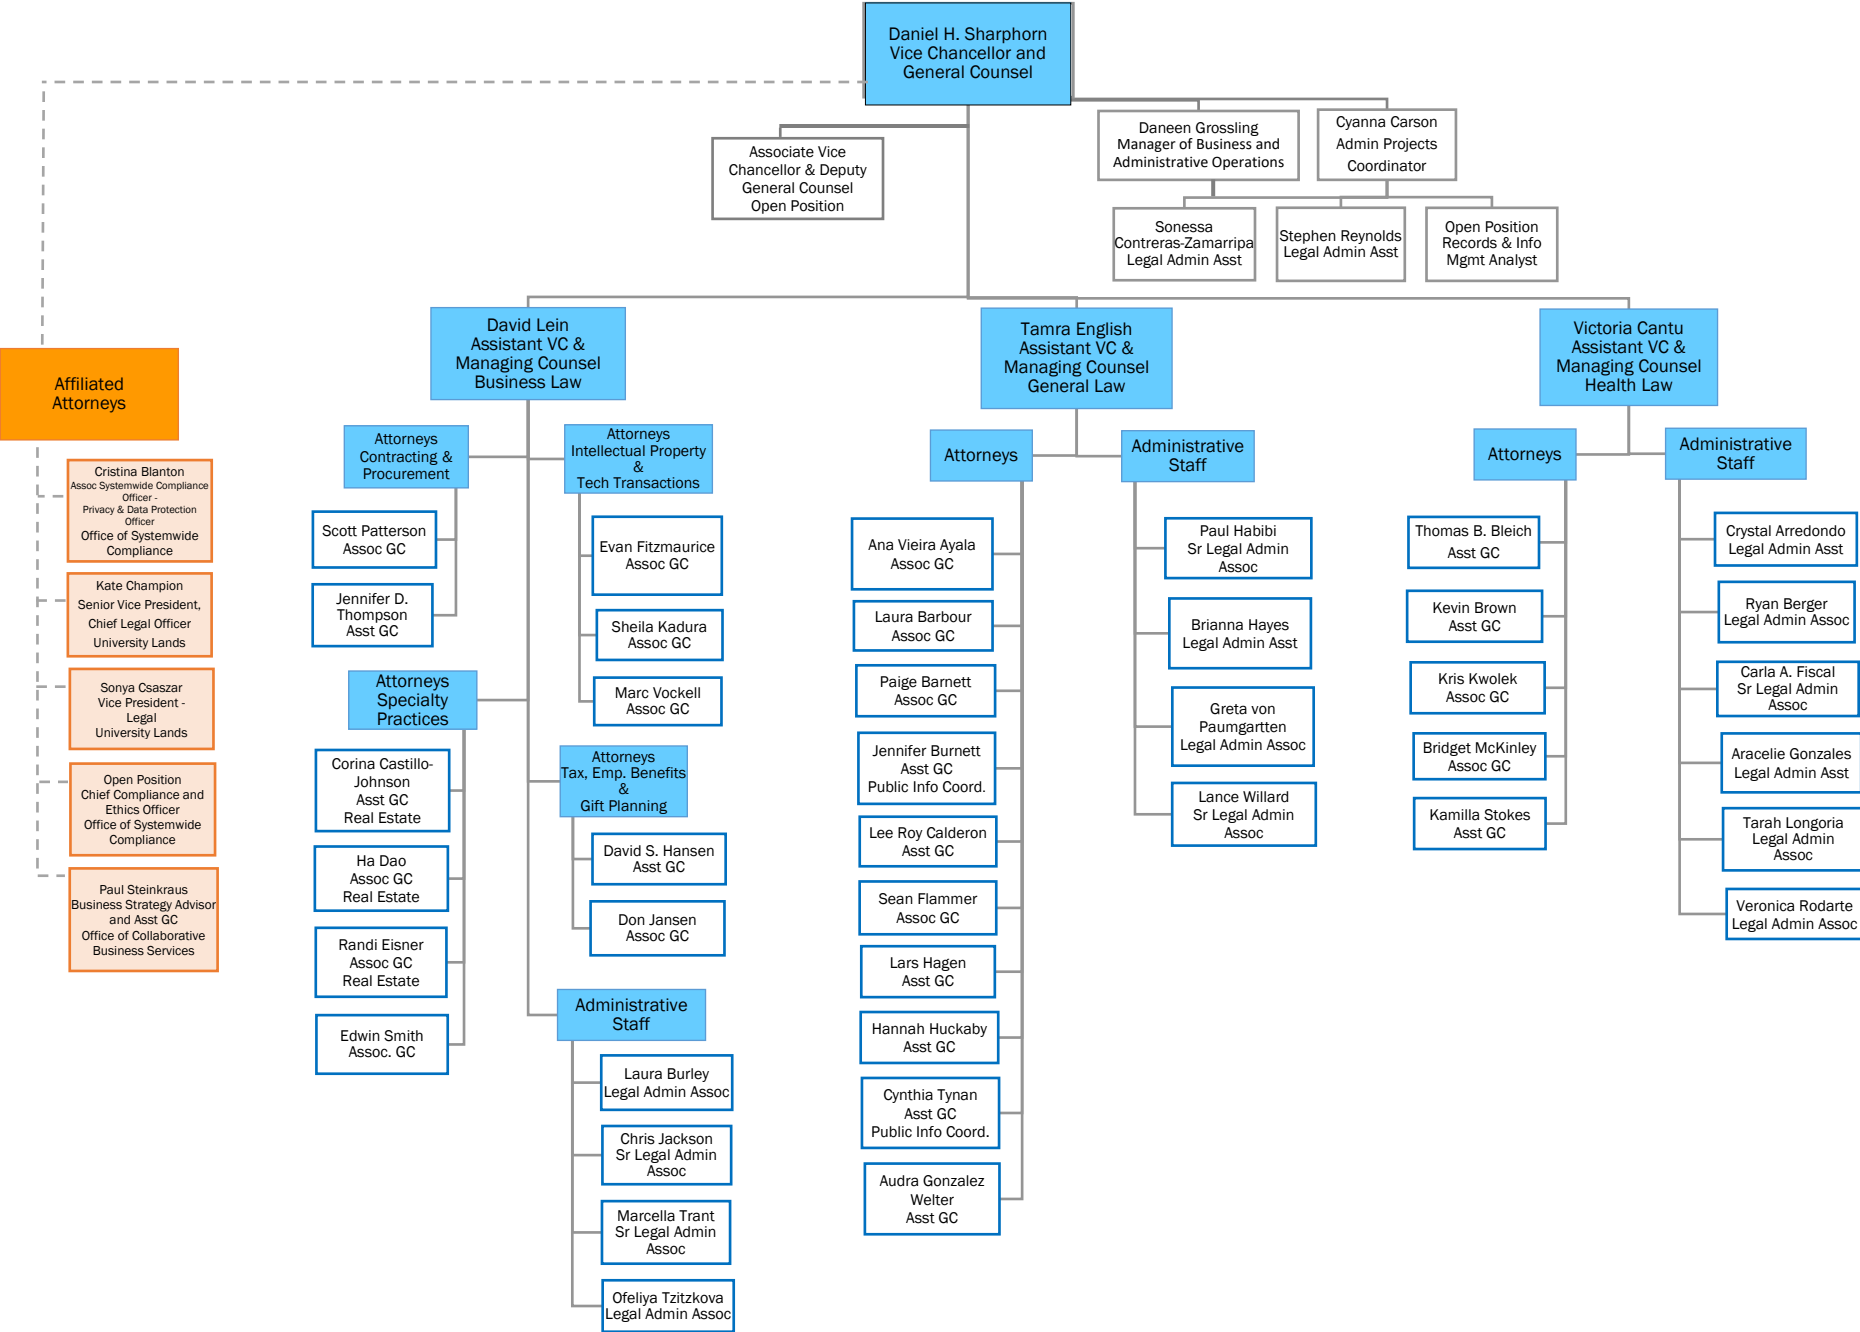 Daniel H. Sharphorn
Vice Chancellor and
General Counsel
Associate Vice
Chancellor & Deputy
General Counsel
Open Position
Daneen Grossling
Manager of Business and
Administrative Operations
Cyanna Carson
Admin Projects
Coordinator
Sonessa
Contreras-Zamarripa
Legal Admin Asst
Stephen Reynolds
Legal Admin Asst
Open Position
Records & Info
Mgmt Analyst
Affiliated
Attorneys
Cristina Blanton
Assoc Systemwide Compliance
Officer -
Privacy & Data Protection
Officer
Office of Systemwide
Compliance
Kate Champion
Senior Vice President,
Chief Legal Officer
University Lands
Sonya Csaszar
Vice President -
Legal
University Lands
Open Position
Chief Compliance and
Ethics Officer
Office of Systemwide
Compliance
Paul Steinkraus
Business Strategy Advisor
and Asst GC
Office of Collaborative
Business Services
David Lein
Assistant VC &
Managing Counsel
Business Law
Attorneys
Contracting &
Procurement
Scott Patterson
Assoc GC
Jennifer D.
Thompson
Asst GC
Attorneys
Specialty
Practices
Corina Castillo-
Johnson
Asst GC
Real Estate
Ha Dao
Assoc GC
Real Estate
Randi Eisner
Assoc GC
Real Estate
Edwin Smith
Assoc. GC
Attorneys
Intellectual Property
&
Tech Transactions
Evan Fitzmaurice
Assoc GC
Sheila Kadura
Assoc GC
Marc Vockell
Assoc GC
Attorneys
Tax, Emp. Benefits
&
Gift Planning
David S. Hansen
Asst GC
Don Jansen
Assoc GC
Administrative
Staff
Laura Burley
Legal Admin Assoc
Chris Jackson
Sr Legal Admin
Assoc
Marcella Trant
Sr Legal Admin
Assoc
Ofeliya Tzitzkova
Legal Admin Assoc
Tamra English
Assistant VC &
Managing Counsel
General Law
Attorneys
Ana Vieira Ayala
Assoc GC
Laura Barbour
Assoc GC
Paige Barnett
Assoc GC
Jennifer Burnett
Asst GC
Public Info Coord.
Lee Roy Calderon
Asst GC
Sean Flammer
Assoc GC
Lars Hagen
Asst GC
Hannah Huckaby
Asst GC
Cynthia Tynan
Asst GC
Public Info Coord.
Audra Gonzalez
Welter
Asst GC
Administrative
Staff
Paul Habibi
Sr Legal Admin
Assoc
Brianna Hayes
Legal Admin Asst
Greta von
Paumgartten
Legal Admin Assoc
Lance Willard
Sr Legal Admin
Assoc
Victoria Cantu
Assistant VC &
Managing Counsel
Health Law
Attorneys
Thomas B. Bleich
Asst GC
Kevin Brown
Asst GC
Kris Kwolek
Assoc GC
Bridget McKinley
Assoc GC
Kamilla Stokes
Asst GC
Administrative
Staff
Crystal Arredondo
Legal Admin Asst
Ryan Berger
Legal Admin Assoc
Carla A. Fiscal
Sr Legal Admin
Assoc
Aracelie Gonzales
Legal Admin Asst
Tarah Longoria
Legal Admin
Assoc
Veronica Rodarte
Legal Admin Assoc